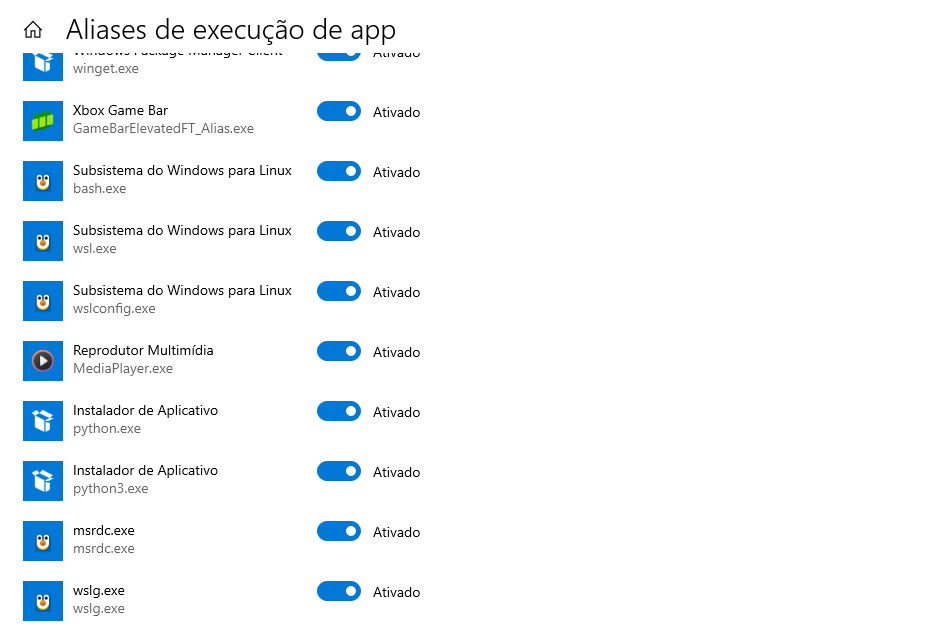 Aliases de execução de app
Windows Package Manager Client
Ativado
winget.exe
Xbox Game Bar
Ativado
GameBarElevatedFT_Alias.exe
Subsistema do Windows para Linux
Ativado
bash.exe
Subsistema do Windows para Linux
Ativado
wsl.exe
Subsistema do Windows para Linux
Ativado
wslconfig.exe
Reprodutor Multimídia
Ativado
MediaPlayer.exe
Instalador de Aplicativo
Ativado
python.exe
Instalador de Aplicativo
Ativado
python3.exe
msrdc.exe
Ativado
msrdc.exe
wslg.exe
Ativado
wslg.exe